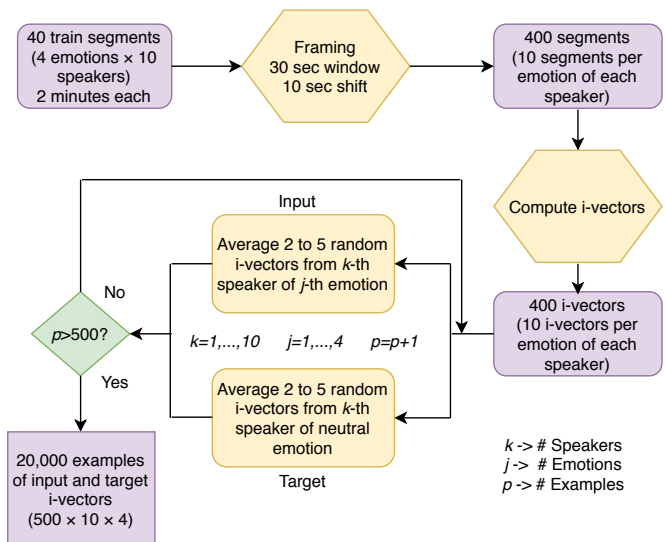 40 train segments
(4 emotions × 10
speakers)
2 minutes each
Framing
30 sec window
10 sec shift
400 segments
(10 segments per
emotion of each
speaker)
Compute i-vectors
400 i-vectors
(10 i-vectors per
emotion of each
speaker)
Input
Average 2 to 5 random
i-vectors from k-th
speaker of j-th emotion
k=1,...,10 j=1,...,4 p=p+1
Average 2 to 5 random
i-vectors from k-th
speaker of neutral
emotion
Target
No
p>500?
Yes
20,000 examples
of input and target
i-vectors
(500 × 10 × 4)
k -> # Speakers
j -> # Emotions
p -> # Examples